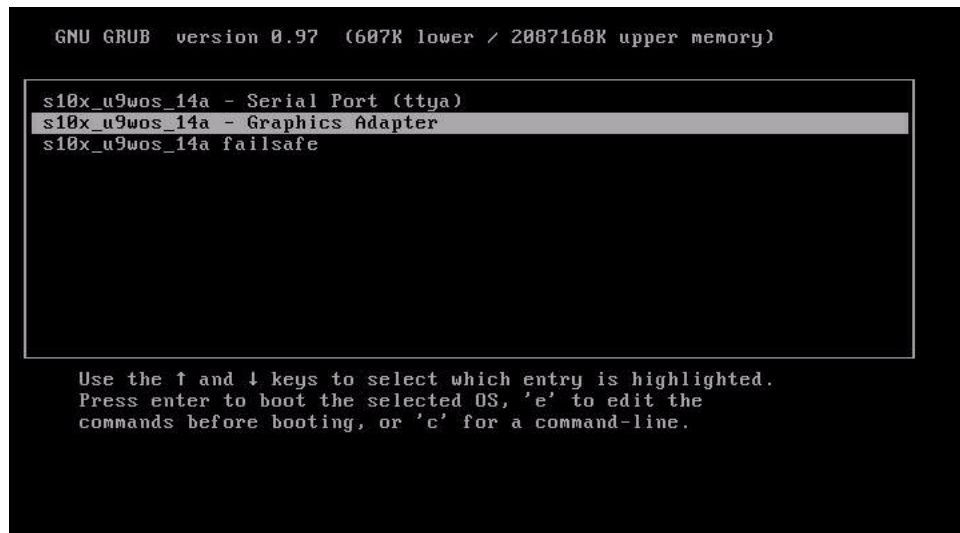 GNU GRUB version 0.97 (607K lower / 2087168K upper memory)
s10x_u9wos_14a - Serial Port (ttya)
s10x_u9wos_14a - Graphics Adapter
s10x_u9wos_14a failsafe
Use the ↑ and ↓ keys to select which entry is highlighted.
Press enter to boot the selected OS, 'e' to edit the
commands before booting, or 'c' for a command-line.